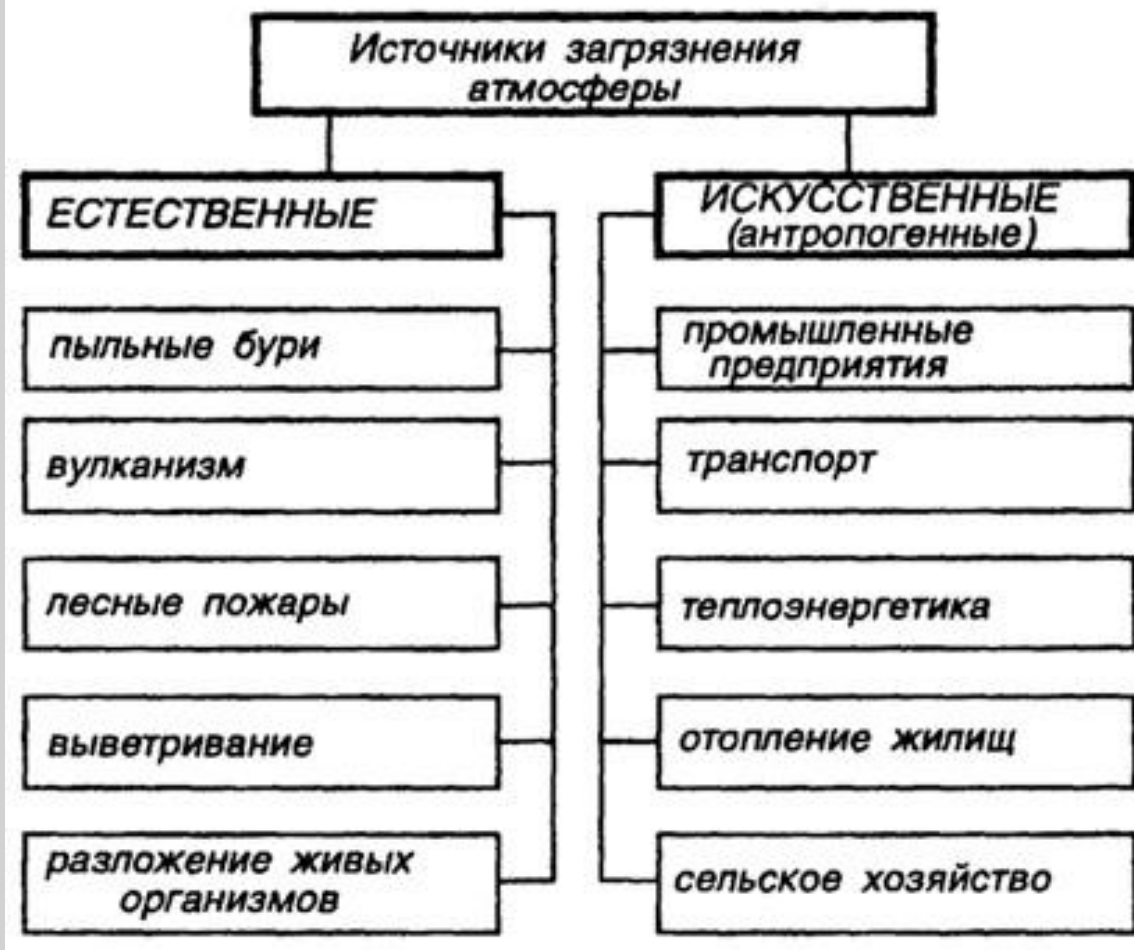 Источники загрязнения
атмосферы
ЕСТЕСТВЕННЫЕ
пыльные бури
вулканизм
лесные пожары
выветривание
разложение живых
организмов
ИСКУССТВЕННЫЕ
(антропогенные)
промышленные
предприятия
транспорт
теплоэнергетика
отопление жилищ
сельское хозяйство